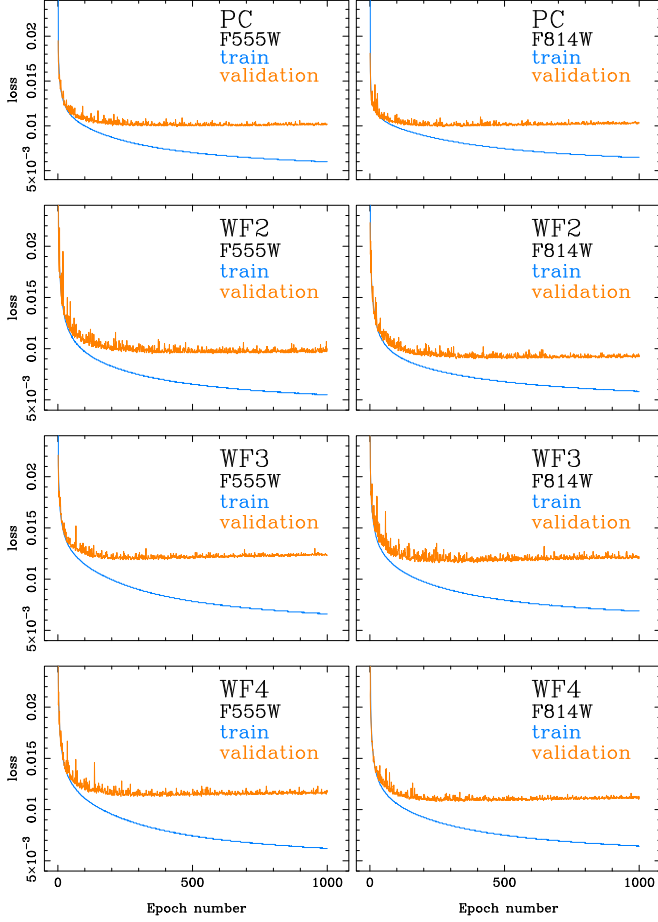 PC
F555W
train
validation
PC
F814W
train
validation
loss
0.02
0.015
0.01
5×10⁻³
WF2
F555W
train
validation
WF2
F814W
train
validation
loss
0.02
0.015
0.01
5×10⁻³
WF3
F555W
train
validation
WF3
F814W
train
validation
loss
0.02
0.015
0.01
5×10⁻³
WF4
F555W
train
validation
WF4
F814W
train
validation
loss
0.02
0.015
0.01
5×10⁻³
0 500 1000 0 500 1000
Epoch number Epoch number